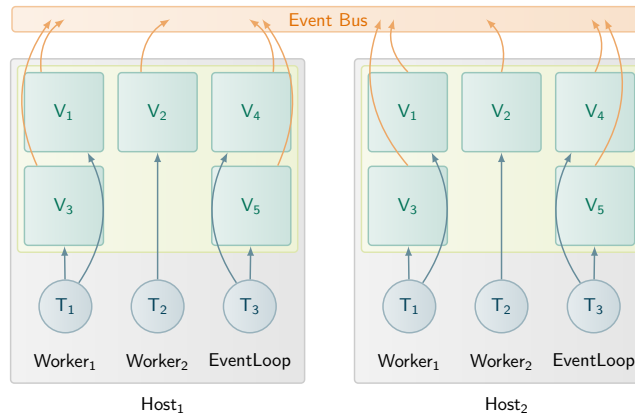 Event Bus
V1 V2 V4 V1 V2 V4
V3 V5 V3 V5
T1 T2 T3 T1 T2 T3
Worker1 Worker2 EventLoop Worker1 Worker2 EventLoop
Host1 Host2